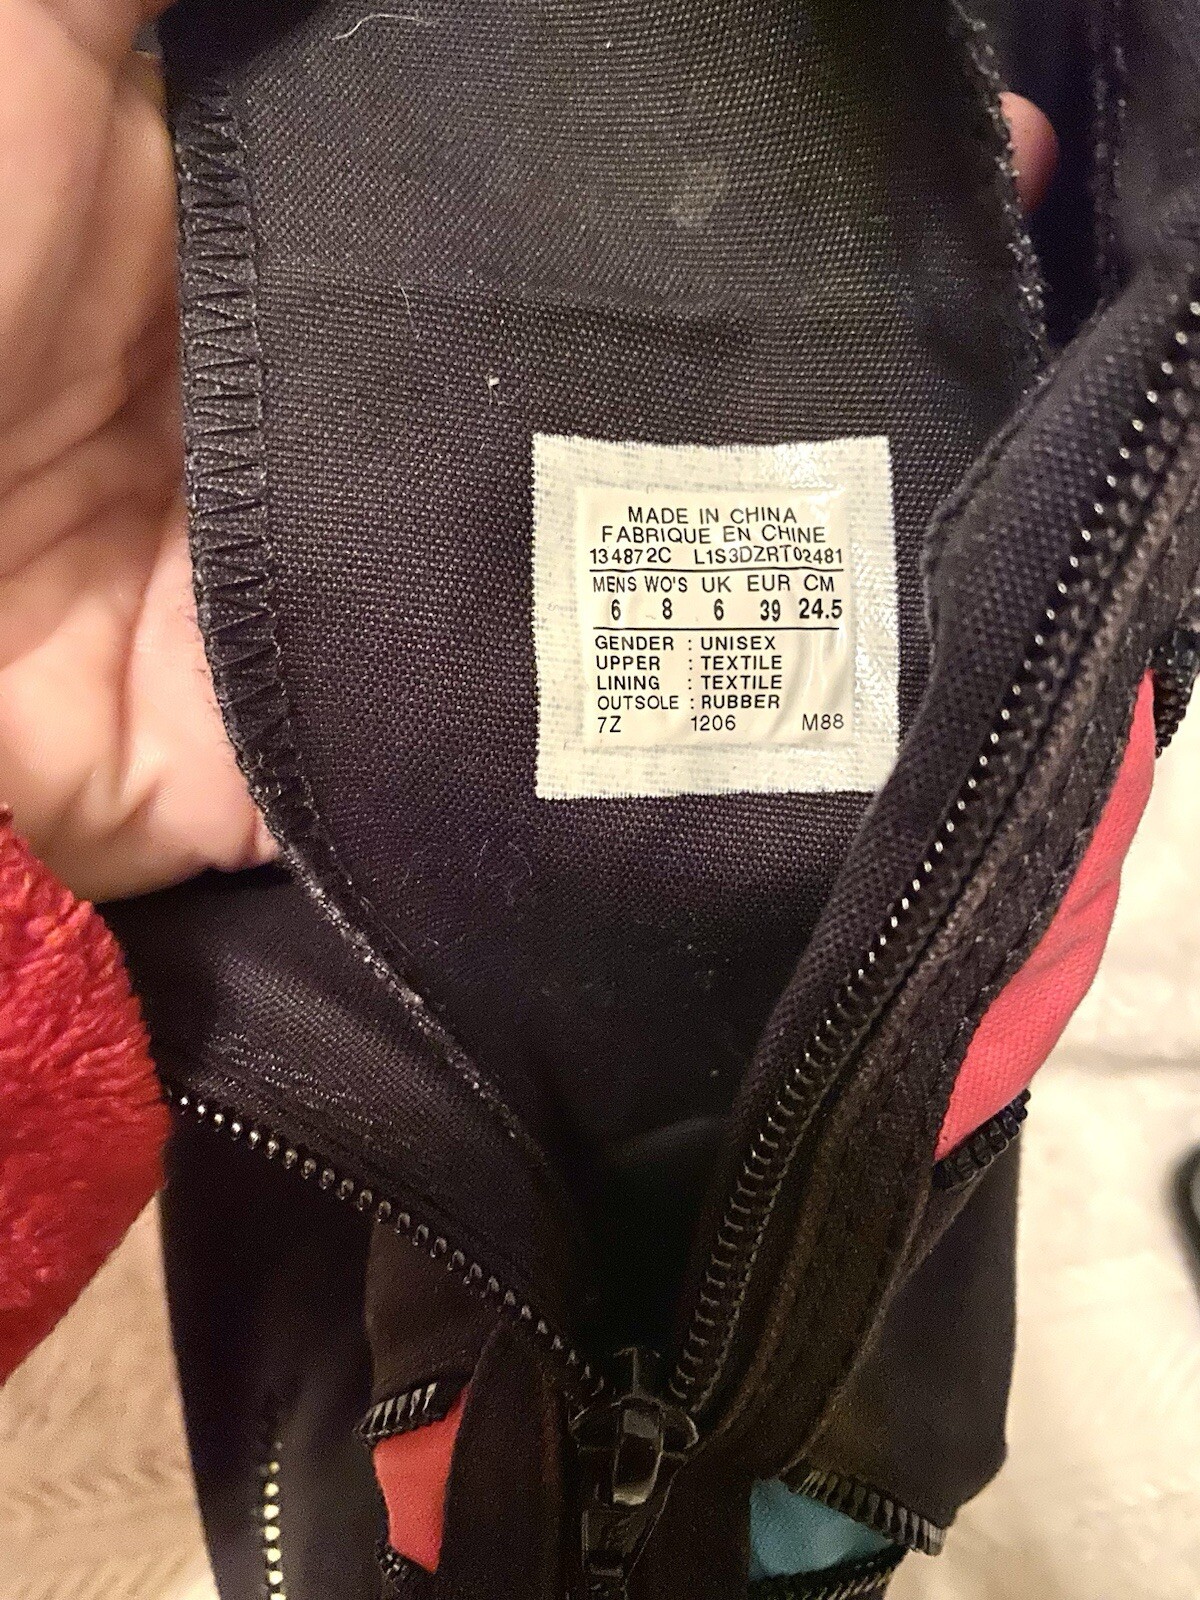 MADE IN CHINA
FABRIQUE EN CHINE
134872C L1S3DZRT02481
MENS WO'S UK EUR CM
6 8 6 39 24.5
GENDER : UNISEX
UPPER : TEXTILE
LINING : TEXTILE
OUTSOLE : RUBBER
7Z 1206 M88